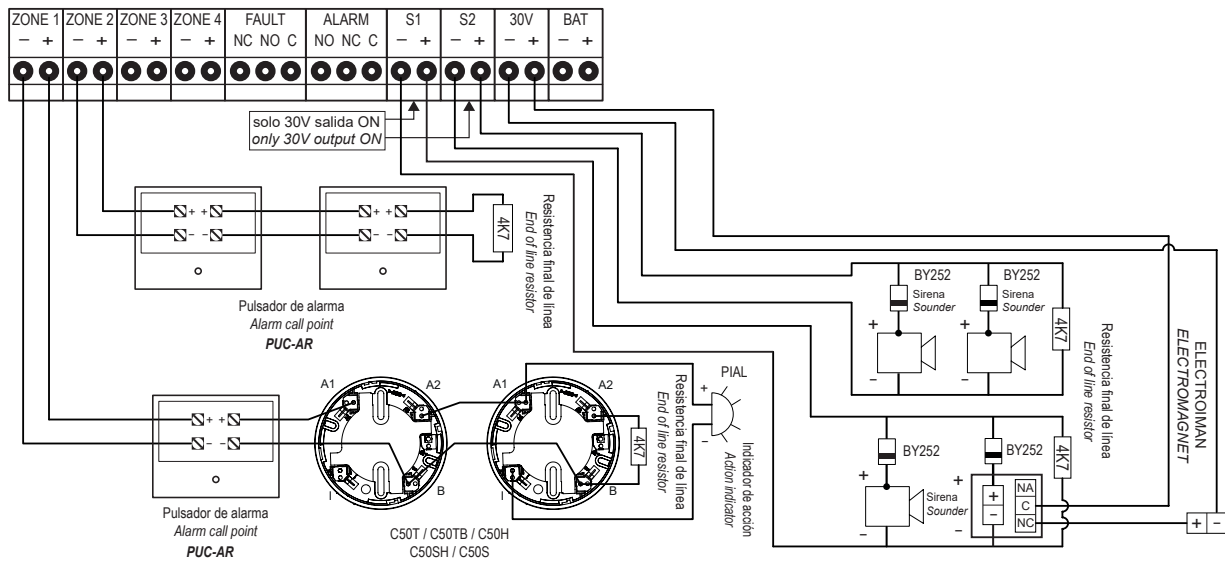 ZONE 1 ZONE 2 ZONE 3 ZONE 4 FAULT ALARM S1 S2 30V BAT
− + − + − + − + NC NO C NO NC C − + − + − + − +
solo 30V salida ON
only 30V output ON
+ + + +
− − − −
4K7
Resistencia final de línea
End of line resistor
Pulsador de alarma
Alarm call point
PUC-AR
BY252
Sirena
Sounder
+
−
BY252
Sirena
Sounder
+
−
4K7
Resistencia final de línea
End of line resistor
ELECTROIMAN
ELECTROMAGNET
A1
A2
I
B
A1
A2
I
B
4K7
Resistencia final de línea
End of line resistor
PIAL
+
−
Indicador de acción
Action indicator
+ +
− −
Pulsador de alarma
Alarm call point
PUC-AR
C50T / C50TB / C50H
C50SH / C50S
BY252
+
Sirena
Sounder
−
BY252
+
+
−
−
NA
C
NC
4K7
+ −